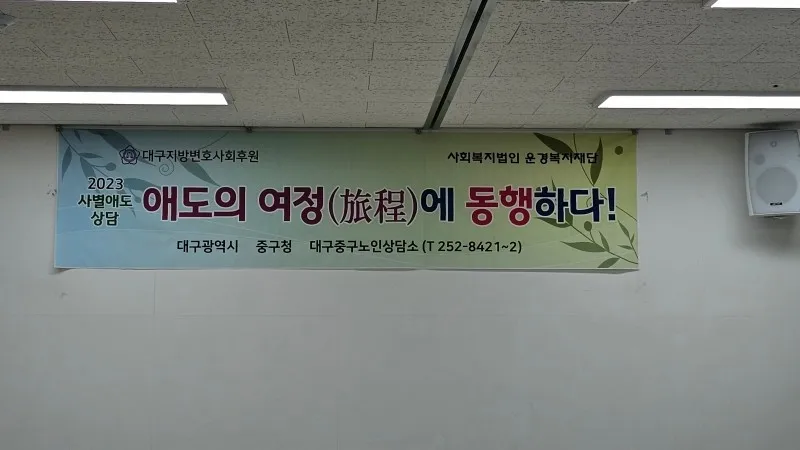 대구지방변호사회후원
사회복지법인 운경복지재단
2023
사별애도
상담
애도의 여정(旅程)에 동행하다!
대구광역시 중구청 대구중구노인상담소 (T 252-8421~2)